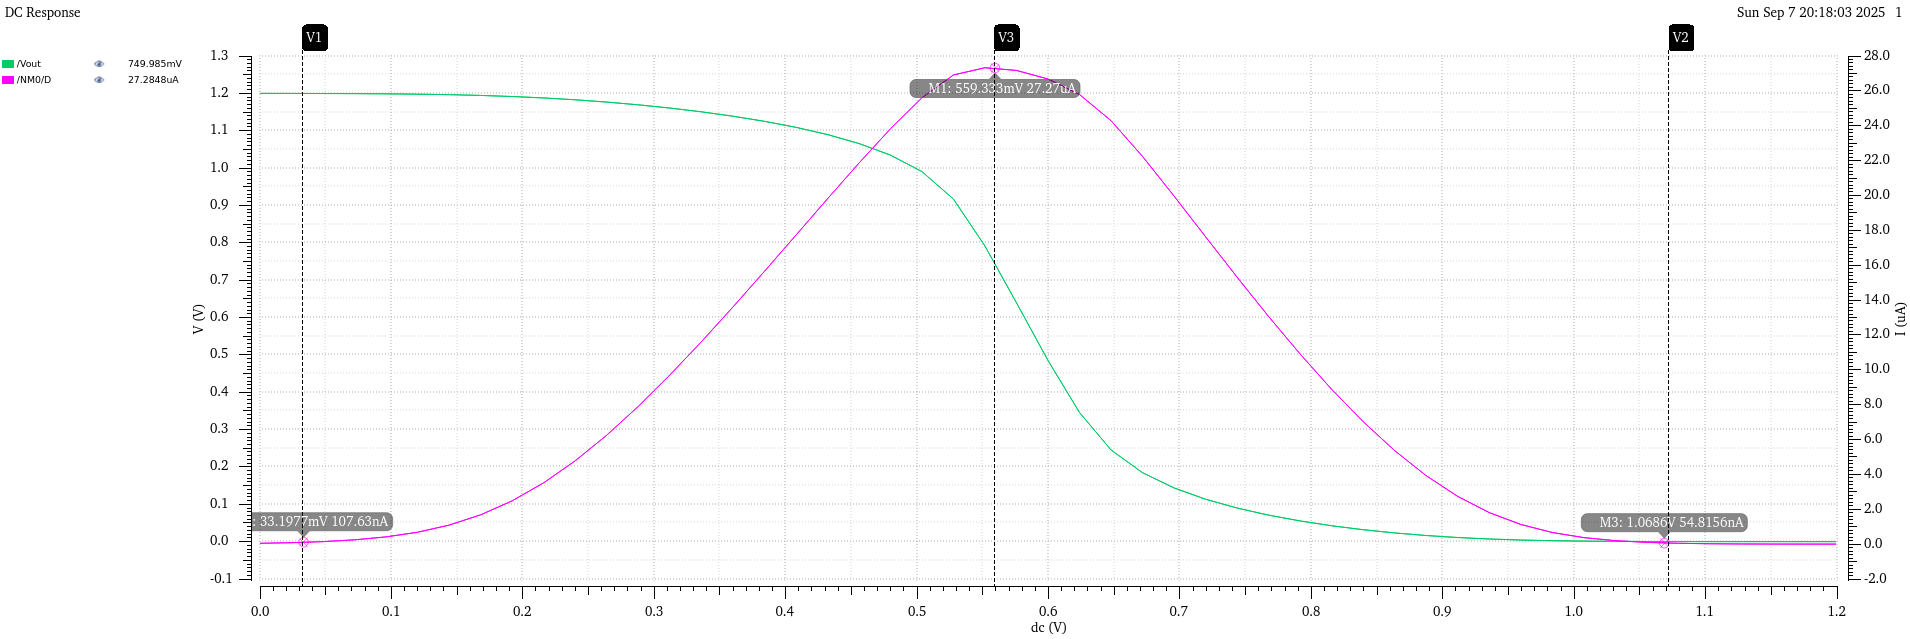 DC Response
Sun Sep 7 20:18:03 2025 1
V1
V3
V2
/Vout 749.985mV
/NM0/D 27.2848uA
1.3
1.2
1.1
1.0
0.9
0.8
0.7
0.6
0.5
0.4
0.3
0.2
0.1
0.0
-0.1
V (V)
M1: 559.333mV 27.27uA
: 33.1977mV 107.63nA
M3: 1.0686V 54.8156nA
28.0
26.0
24.0
22.0
20.0
18.0
16.0
14.0
12.0
10.0
8.0
6.0
4.0
2.0
0.0
-2.0
I (uA)
0.0 0.1 0.2 0.3 0.4 0.5 0.6 0.7 0.8 0.9 1.0 1.1 1.2
dc (V)